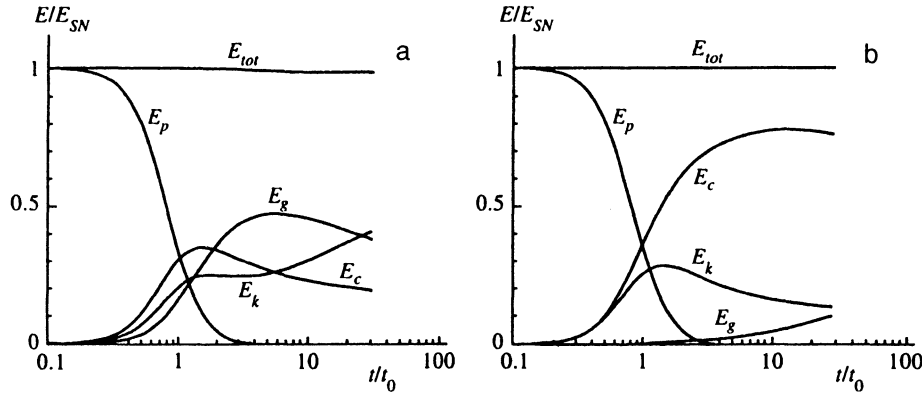 E/E_SN
a
E_tot
1
E_p
0.5
E_g
E_c
E_k
0
0.1
1
10
100
t/t_0
E/E_SN
b
E_tot
1
E_p
E_c
0.5
E_k
E_g
0
0.1
1
10
100
t/t_0